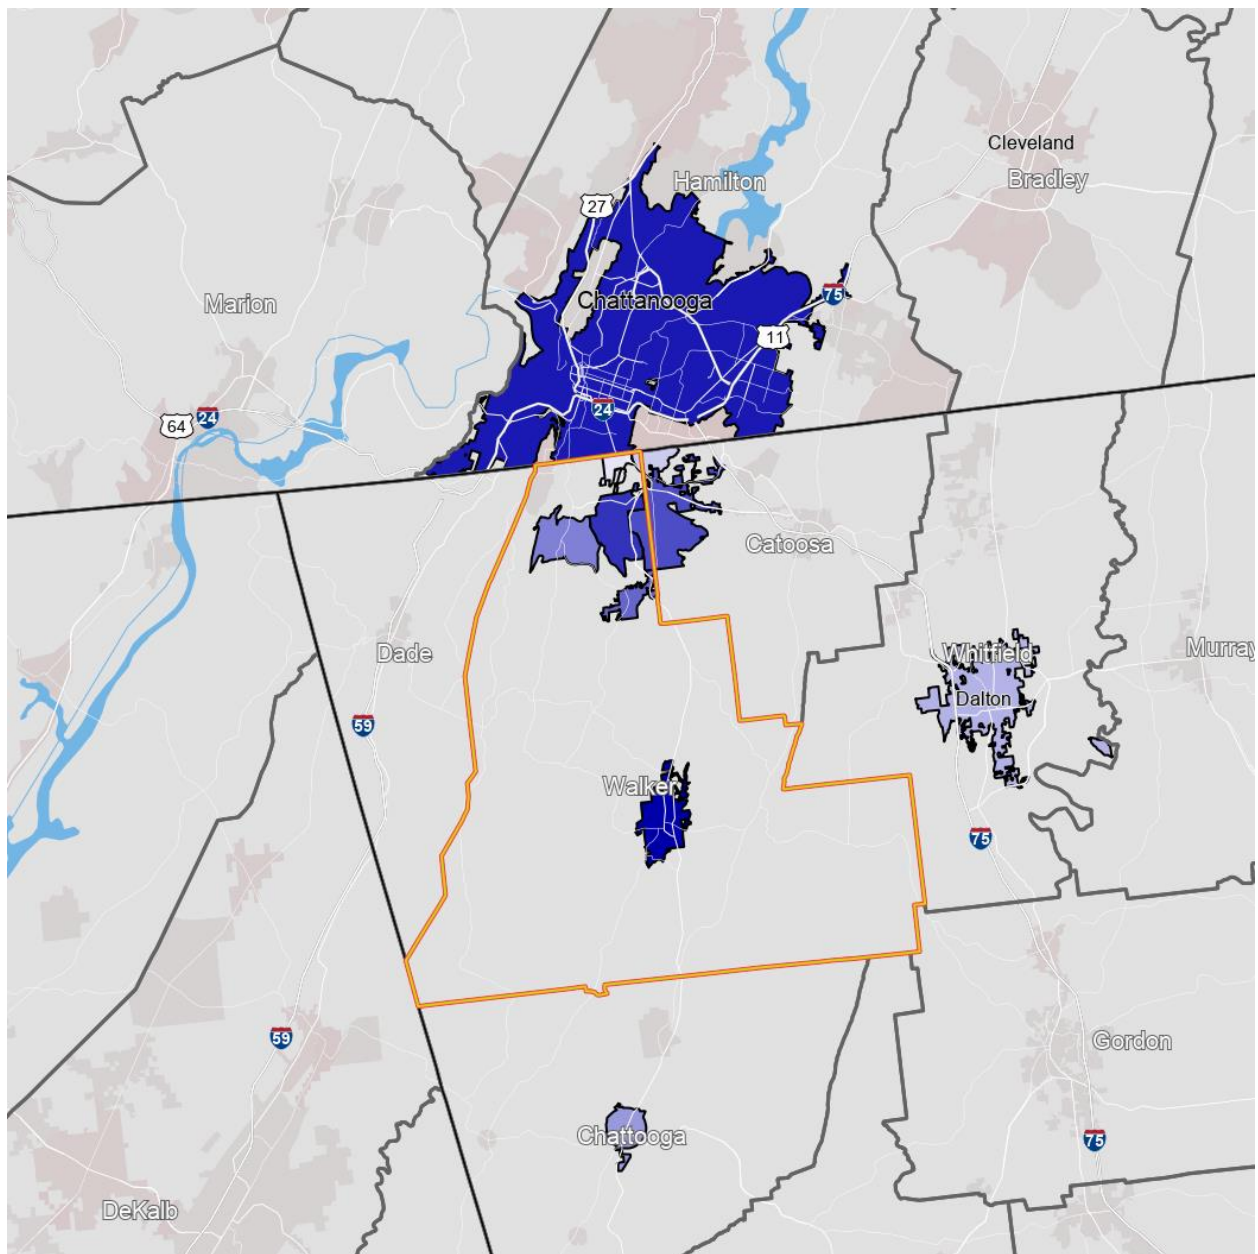 Cleveland
Hamilton
Bradley
27
Marion
Chattanooga
75
11
24
24
64
Catoosa
Dade
Whitfield
Murray
Dalton
59
Walker
75
59
Gordon
Chattooga
75
DeKalb